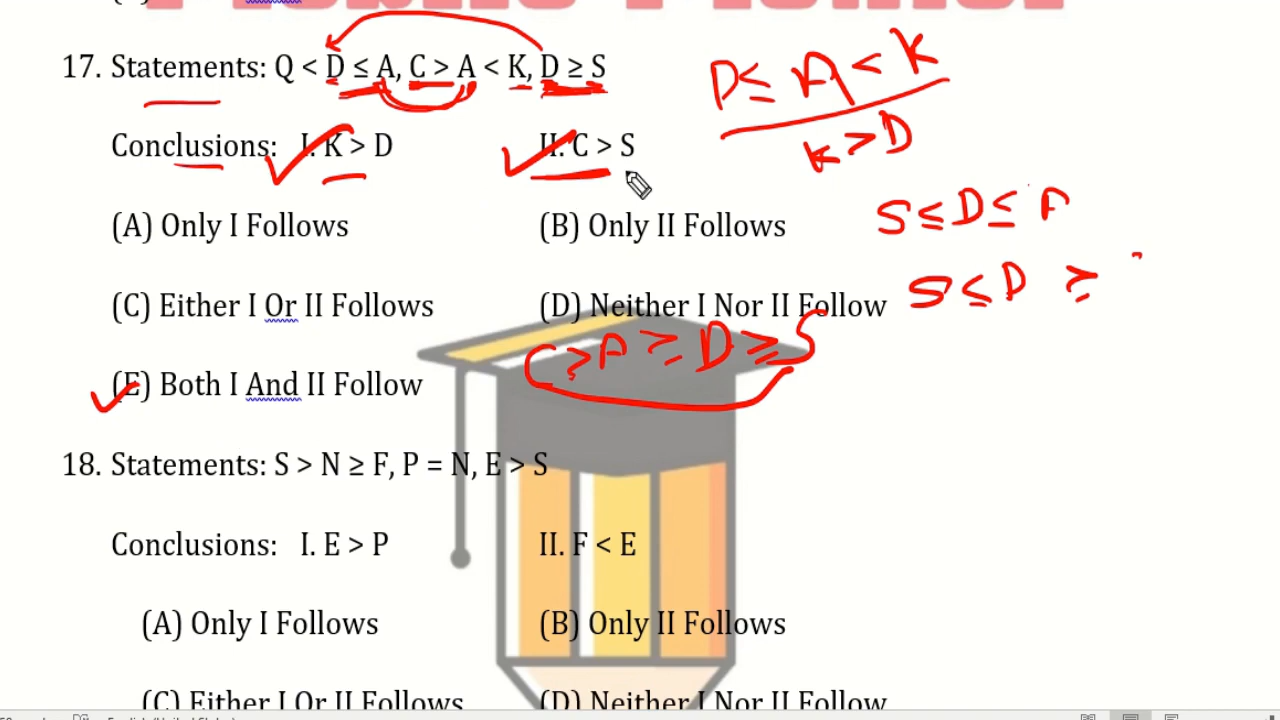 17. Statements: Q < D ≤ A, C > A < K, D ≥ S
D ≤ A < K
Conclusions: I. K > D II. C > S
K > D
(A) Only I Follows (B) Only II Follows
S ≤ D ≤ A
S ≤ D ≥
(C) Either I Or II Follows (D) Neither I Nor II Follow
C > A ≥ D ≥ S
(E) Both I And II Follow
18. Statements: S > N ≥ F, P = N, E > S
Conclusions: I. E > P II. F < E
(A) Only I Follows (B) Only II Follows
(C) Either I Or II Follows (D) Neither I Nor II Follow